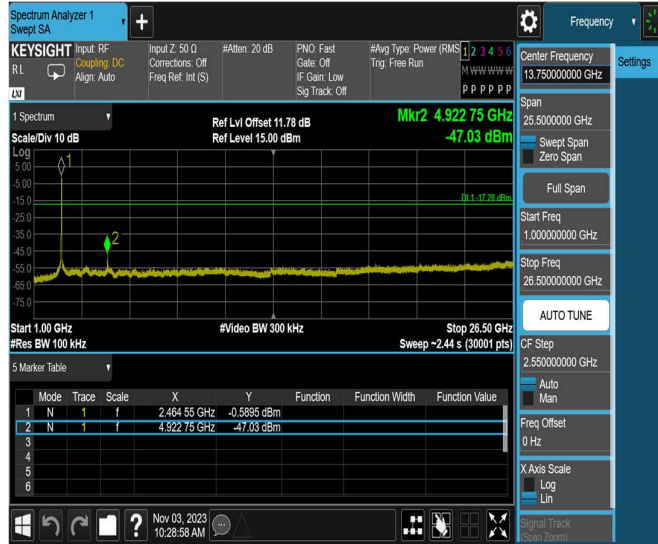 Spectrum Analyzer 1
Swept SA
+
Frequency
KEYSIGHT
Input: RF
Coupling: DC
Align: Auto
Input Z: 50 Ω
Corrections: Off
Freq Ref: Int (S)
#Atten: 20 dB
PNO: Fast
Gate: Off
IF Gain: Low
Sig Track: Off
#Avg Type: Power (RMS
Trig: Free Run
1 2 3 4 5 6
M W W W W W
P P P P P P
R L
LXI
1 Spectrum
Scale/Div 10 dB
Ref Lvl Offset 11.78 dB
Ref Level 15.00 dBm
Mkr2 4.922 75 GHz
-47.03 dBm
Log
5.00
-5.00
-15.0
-25.0
-35.0
-45.0
-55.0
-65.0
-75.0
1
2
DL1 -17.28 dBm
Start 1.00 GHz
#Res BW 100 kHz
#Video BW 300 kHz
Stop 26.50 GHz
Sweep ~2.44 s (30001 pts)
5 Marker Table
Mode Trace Scale X Y Function Function Width Function Value
1 N 1 f 2.464 55 GHz -0.5895 dBm
2 N 1 f 4.922 75 GHz -47.03 dBm
3
4
5
6
Nov 03, 2023
10:28:58 AM
Center Frequency
13.750000000 GHz
Settings
Span
25.5000000 GHz
Swept Span
Zero Span
Full Span
Start Freq
1.000000000 GHz
Stop Freq
26.500000000 GHz
AUTO TUNE
CF Step
2.550000000 GHz
Auto
Man
Freq Offset
0 Hz
X Axis Scale
Log
Lin
Signal Track
(Span Zoom)